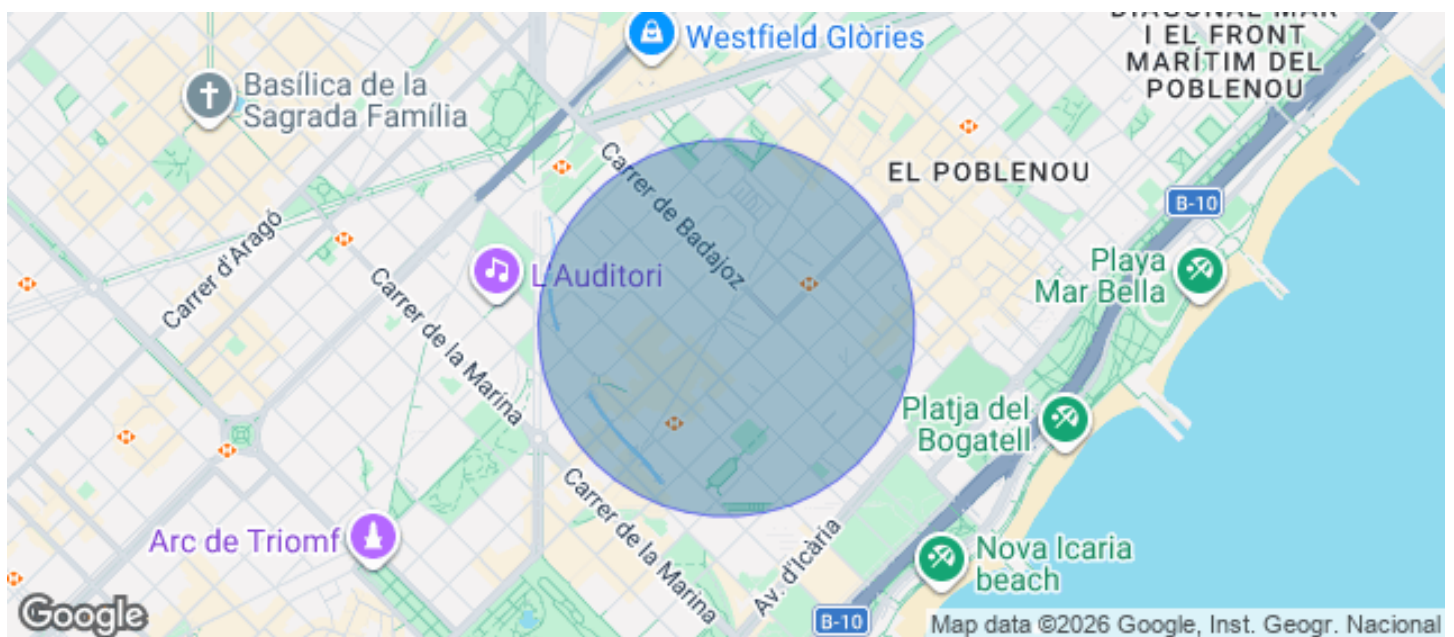 DIAGONAL MAR
I EL FRONT
MARÍTIM DEL
POBLENOU
Westfield Glòries
Basílica de la
Sagrada Família
EL POBLENOU
Carrer de Badajoz
B-10
Carrer d'Aragó
L'Auditori
Playa
Mar Bella
Carrer de la Marina
Platja del
Bogatell
Arc de Triomf
Carrer de la Marina
Av. d'Icària
Nova Icaria
beach
Google
B-10
Map data ©2026 Google, Inst. Geogr. Nacional